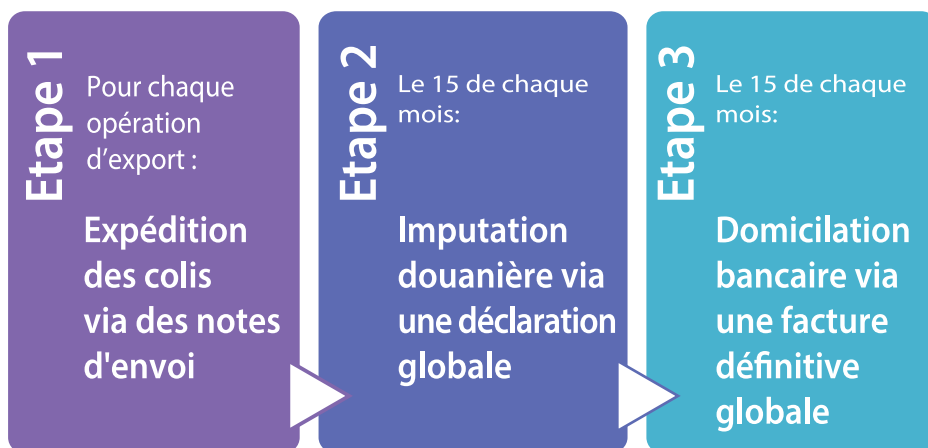 Etape 1
Pour chaque
opération
d'export :
Expédition
des colis
via des notes
d'envoi
Etape 2
Le 15 de chaque
mois:
Imputation
douanière via
une déclaration
globale
Etape 3
Le 15 de chaque
mois:
Domicilation
bancaire via
une facture
définitive
globale